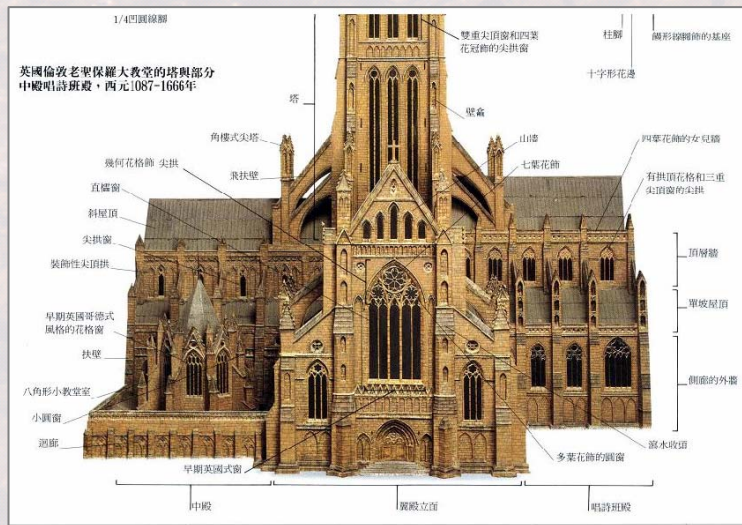 1/4凹圓線腳
雙重尖頂窗和四葉
花冠飾的尖拱窗
柱腳
形線腳飾的基座
十字形花邊
英國倫敦老聖保羅大教堂的塔與部分
中殿唱詩班殿，西元1087-1666年
塔
壁龕
角樓式尖塔
山墻
四葉花飾的女兒牆
幾何花格飾 尖拱
飛扶壁
七葉花飾
有拱頂花格和三重
尖頂窗的尖拱
直櫺窗
斜屋頂
尖拱窗
裝飾性尖頂拱
頂層牆
早期英國哥德式
風格的花格窗
單坡屋頂
扶壁
側廊的外牆
八角形小教堂室
小圓窗
迴廊
瀉水收頭
早期英國式窗
多葉花飾的圓窗
中殿
翼殿立面
唱詩班殿